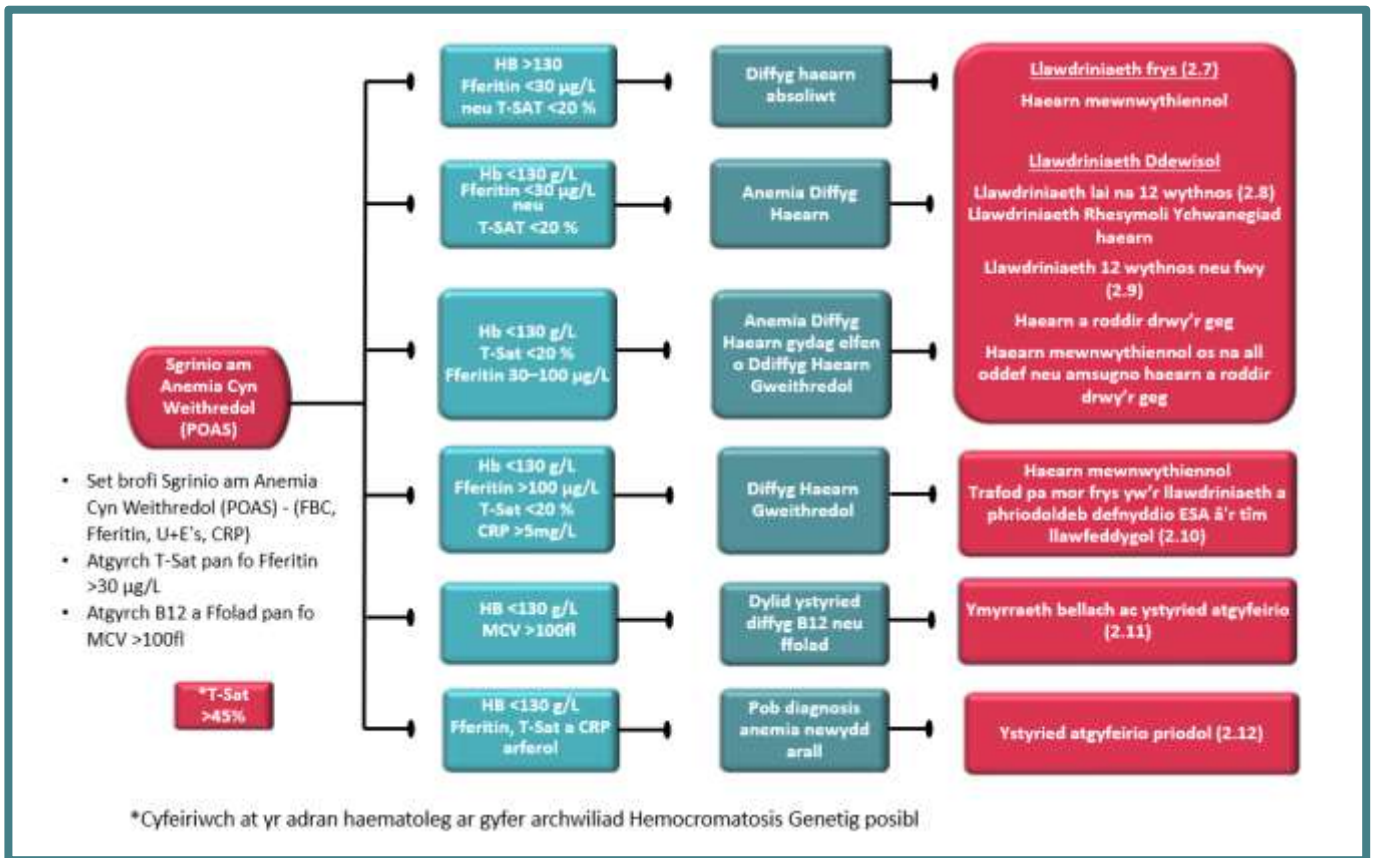 HB >130
Fferitin <30 µg/L
neu T-SAT <20 %
Diffyg haearn
absoliwt
Llawdriniaeth frys (2.7)
Haearn mewnwythiennol
Llawdriniaeth Ddewisol
Llawdriniaeth lai na 12 wythnos (2.8)
Llawdriniaeth Rhesymoli Ychwanegiad
haearn
Llawdriniaeth 12 wythnos neu fwy
(2.9)
Haearn a roddir drwy'r geg
Haearn mewnwythiennol os na all
oddef neu amsugno haearn a roddir
drwy'r geg
Hb <130 g/L
Fferitin <30 µg/L
neu
T-SAT <20 %
Anemia Diffyg
Haearn
Hb <130 g/L
T-Sat <20 %
Fferitin 30–100 µg/L
Anemia Diffyg
Haearn gydag elfen
o Ddiffyg Haearn
Gweithredol
Sgrinio am
Anemia Cyn
Weithredol
(POAS)
Hb <130 g/L
Fferitin >100 µg/L
T-Sat <20 %
CRP >5mg/L
Diffyg Haearn
Gweithredol
Haearn mewnwythiennol
Trafod pa mor frys yw'r llawdriniaeth a
phriodoldeb defnyddio ESA â'r tîm
llawfeddygol (2.10)
• Set brofi Sgrinio am Anemia
Cyn Weithredol (POAS) - (FBC,
Fferitin, U+E's, CRP)
• Atgyrch T-Sat pan fo Fferitin
>30 µg/L
• Atgyrch B12 a Ffolad pan fo
MCV >100fl
HB <130 g/L
MCV >100fl
Dylid ystyried
diffyg B12 neu
ffolad
Ymyrraeth bellach ac ystyried atgyfeirio
(2.11)
*T-Sat
>45%
HB <130 g/L
Fferitin, T-Sat a CRP
arferol
Pob diagnosis
anemia newydd
arall
Ystyried atgyfeirio priodol (2.12)
*Cyfeiriwch at yr adran haematoleg ar gyfer archwiliad Hemocromatosis Genetig posibl